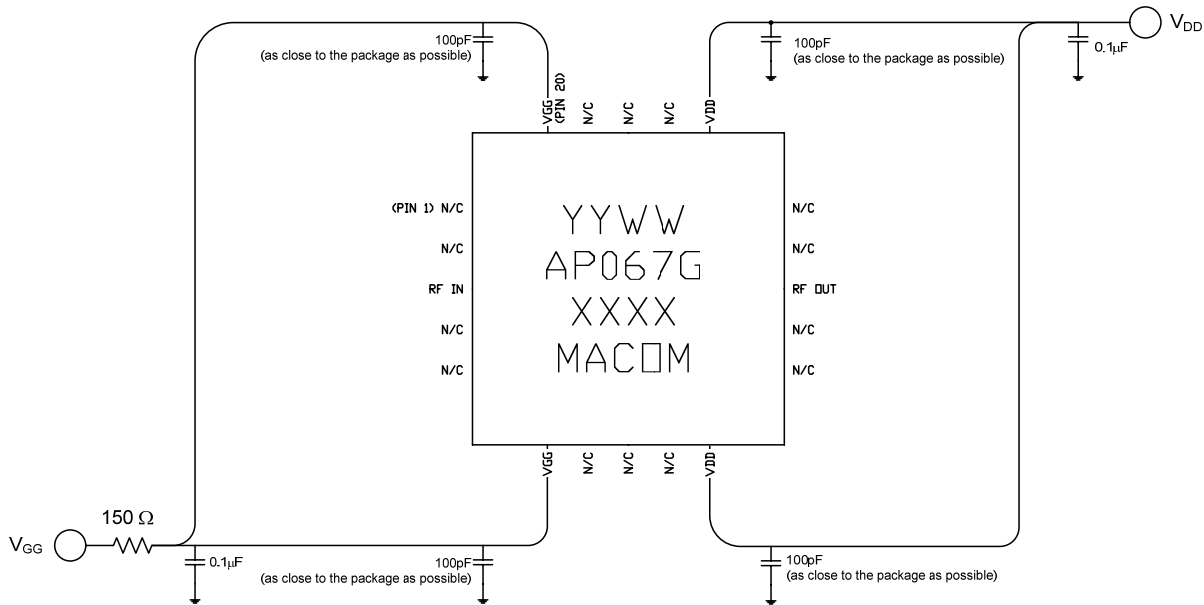 V_DD
100pF
(as close to the package as possible)
100pF
(as close to the package as possible)
0.1µF
VGG
(PIN 20)
N/C
N/C
N/C
VDD
(PIN 1) N/C
N/C
RF IN
N/C
N/C
YYWW
AP067G
XXXX
MACOM
N/C
N/C
RF OUT
N/C
N/C
VGG
N/C
N/C
N/C
VDD
150 Ω
V_GG
0.1µF
100pF
(as close to the package as possible)
100pF
(as close to the package as possible)